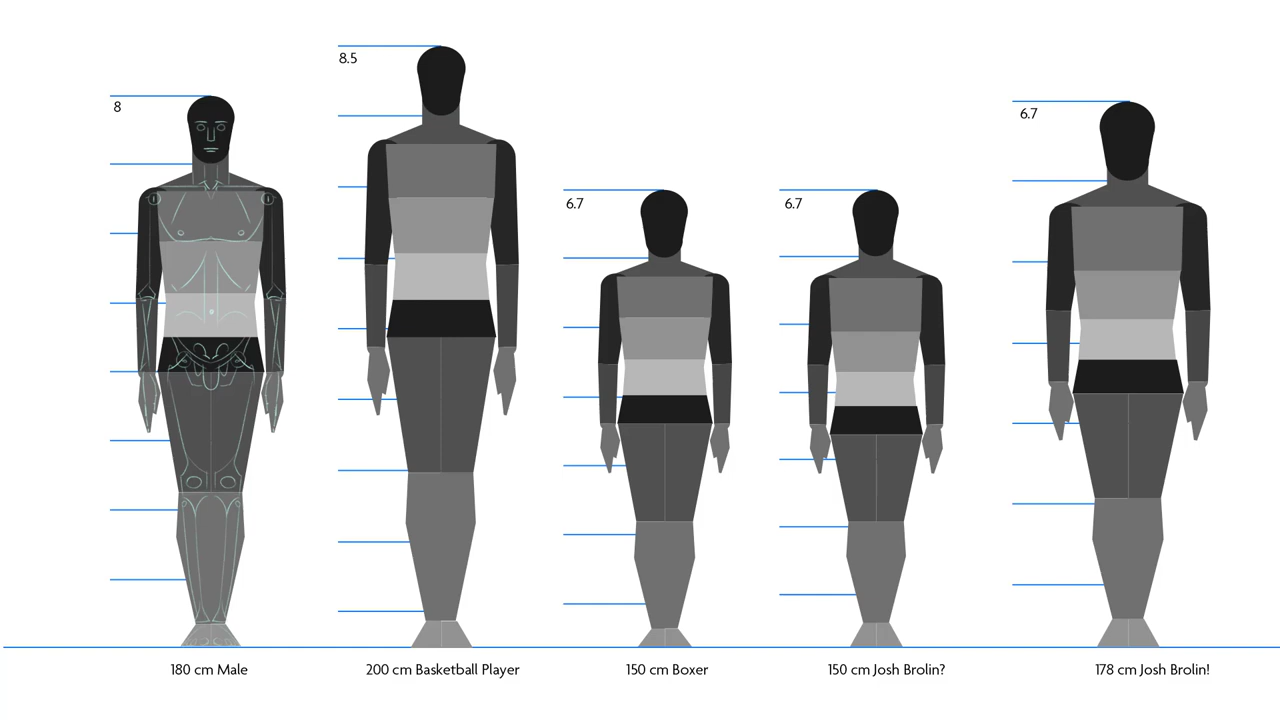 8
8.5
6.7
6.7
6.7
180 cm Male
200 cm Basketball Player
150 cm Boxer
150 cm Josh Brolin?
178 cm Josh Brolin!